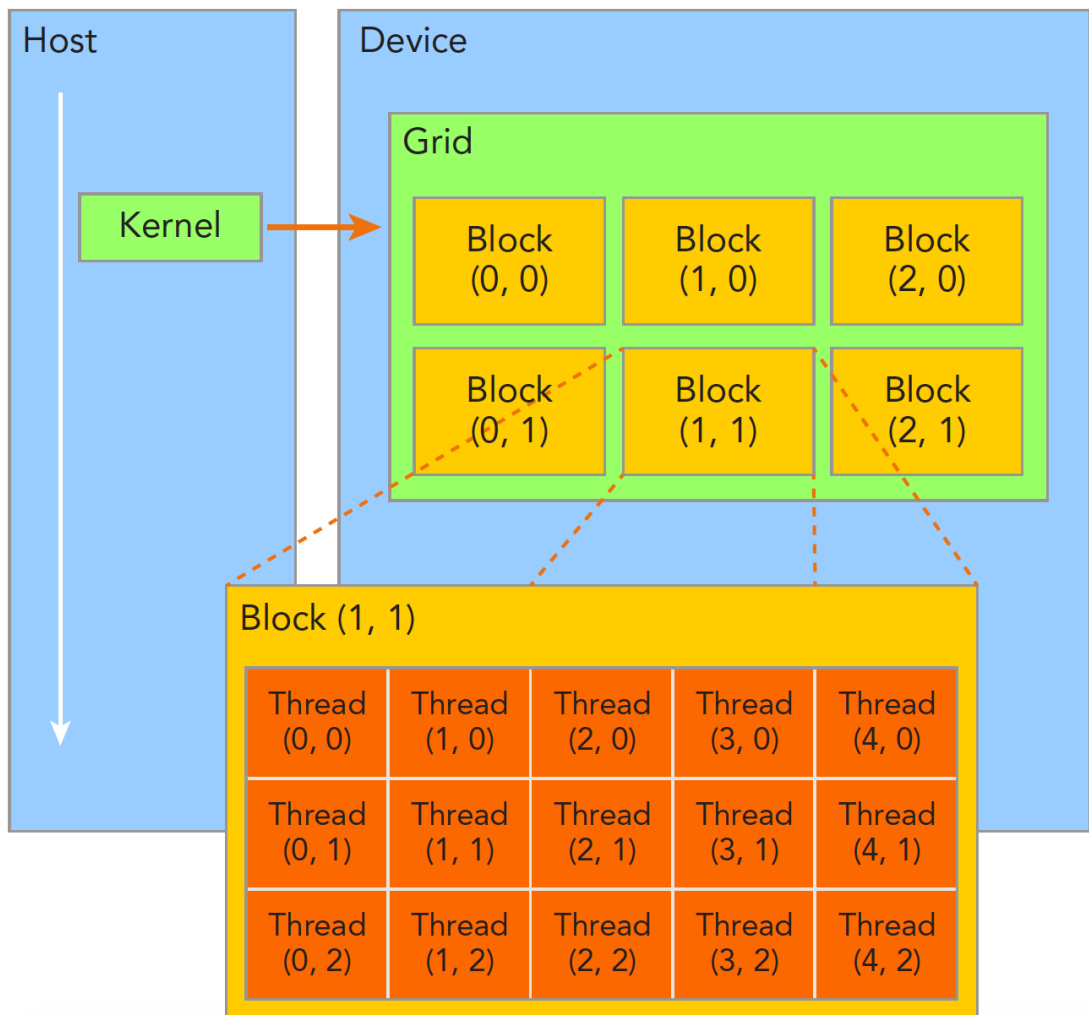 Host
Device
Grid
Kernel
Block
(0, 0)
Block
(1, 0)
Block
(2, 0)
Block
(0, 1)
Block
(1, 1)
Block
(2, 1)
Block (1, 1)
Thread
(0, 0)
Thread
(1, 0)
Thread
(2, 0)
Thread
(3, 0)
Thread
(4, 0)
Thread
(0, 1)
Thread
(1, 1)
Thread
(2, 1)
Thread
(3, 1)
Thread
(4, 1)
Thread
(0, 2)
Thread
(1, 2)
Thread
(2, 2)
Thread
(3, 2)
Thread
(4, 2)